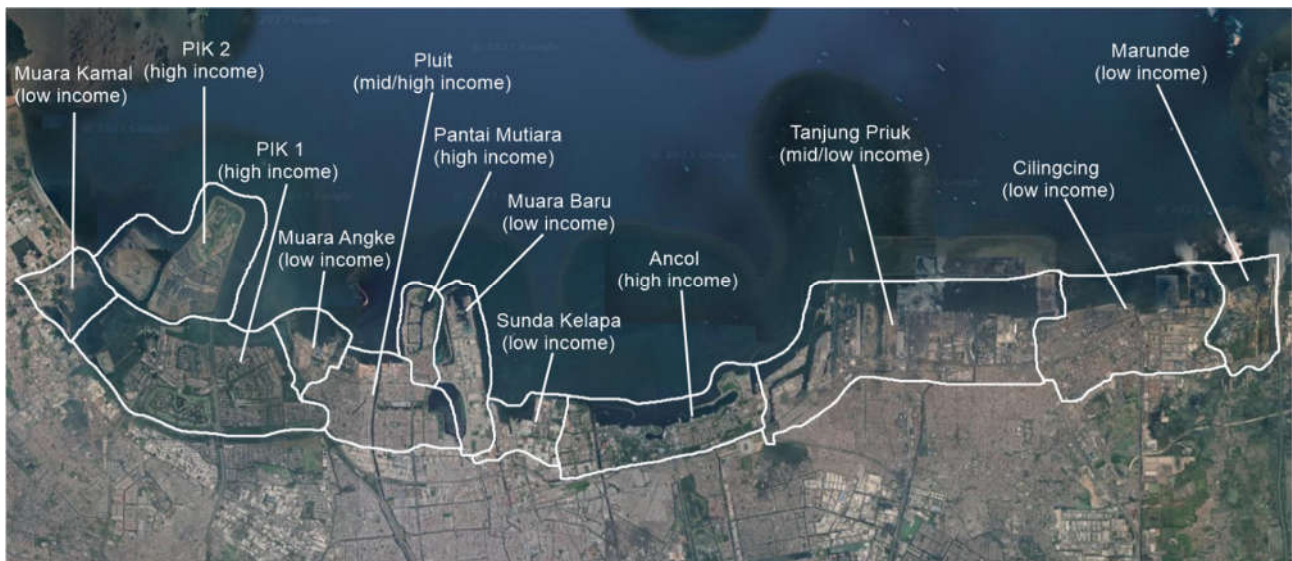 PIK 2
(high income)
Muara Kamal
(low income)
PIK 1
(high income)
Muara Angke
(low income)
Pluit
(mid/high income)
Pantai Mutiara
(high income)
Muara Baru
(low income)
Sunda Kelapa
(low income)
Ancol
(high income)
Tanjung Priuk
(mid/low income)
Cilingcing
(low income)
Marunde
(low income)